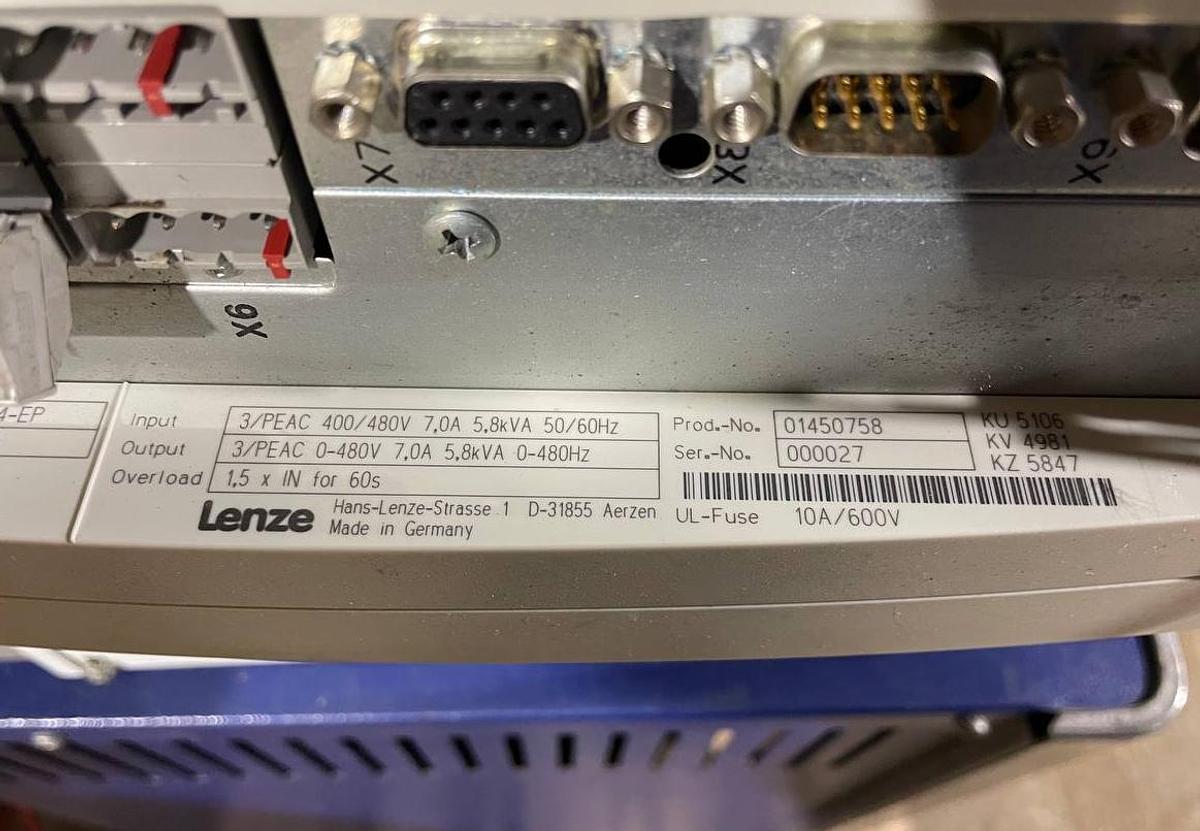 X7
X8
X9
X6
4-EP
Input 3/PEAC 400/480V 7,0A 5,8kVA 50/60Hz
Output 3/PEAC 0-480V 7,0A 5,8kVA 0-480Hz
Overload 1,5 x IN for 60s
Lenze Hans-Lenze-Strasse 1 D-31855 Aerzen
Made in Germany
Prod.-No. 01450758
Ser.-No. 000027
KU 5106
KV 4981
KZ 5847
UL-Fuse 10A/600V